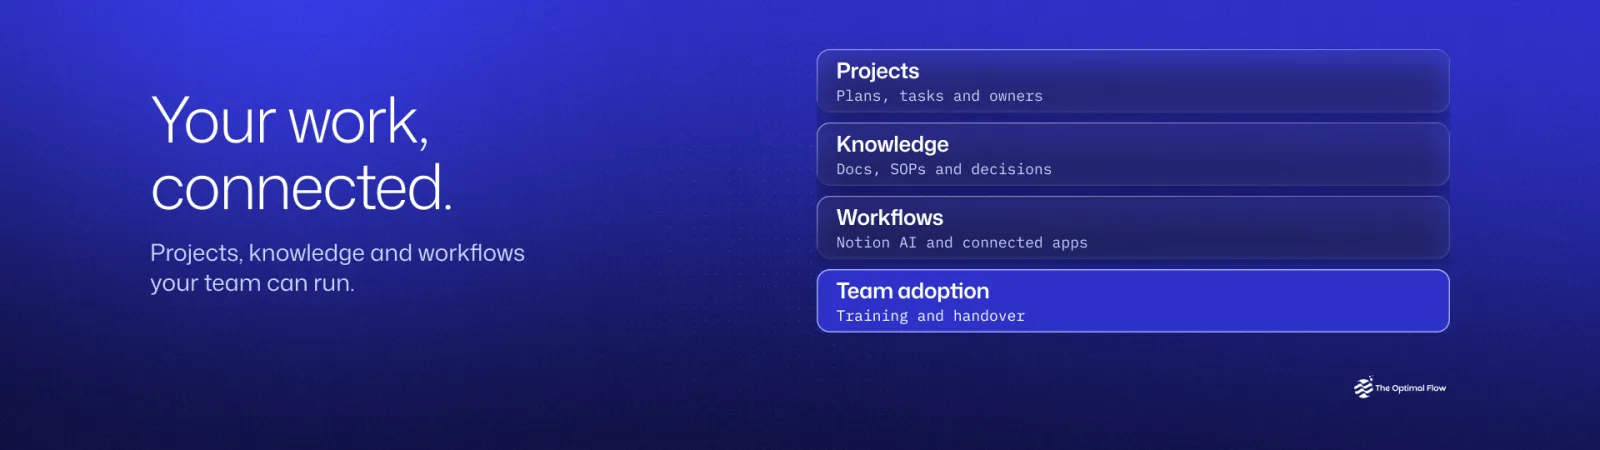 Your work,
connected.
Projects, knowledge and workflows
your team can run.
Projects
Plans, tasks and owners
Knowledge
Docs, SOPs and decisions
Workflows
Notion AI and connected apps
Team adoption
Training and handover
The Optimal Flow